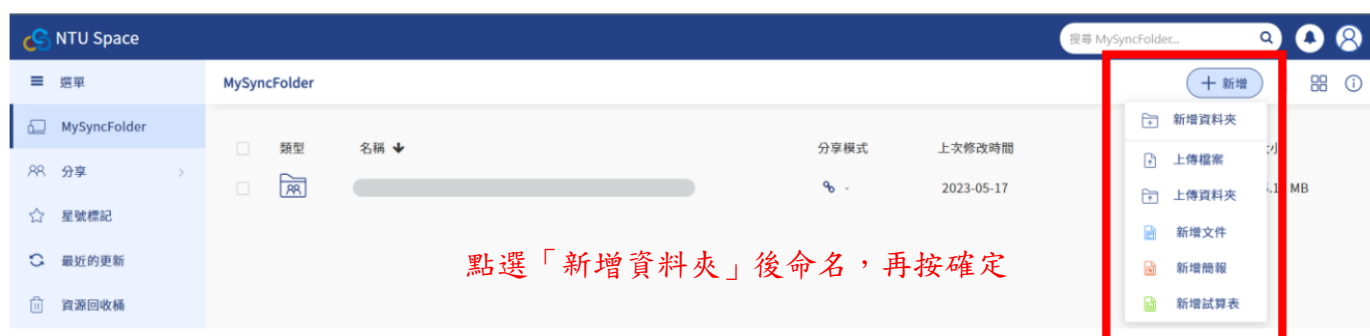 NTU Space
搜尋 MySyncFolder...
選單
MySyncFolder
+ 新增
MySyncFolder
新增資料夾
類型 名稱 分享模式 上次修改時間
分享
上傳檔案
- 2023-05-17 MB
上傳資料夾
星號標記
新增文件
點選「新增資料夾」後命名，再按確定
最近的更新
新增簡報
資源回收桶
新增試算表